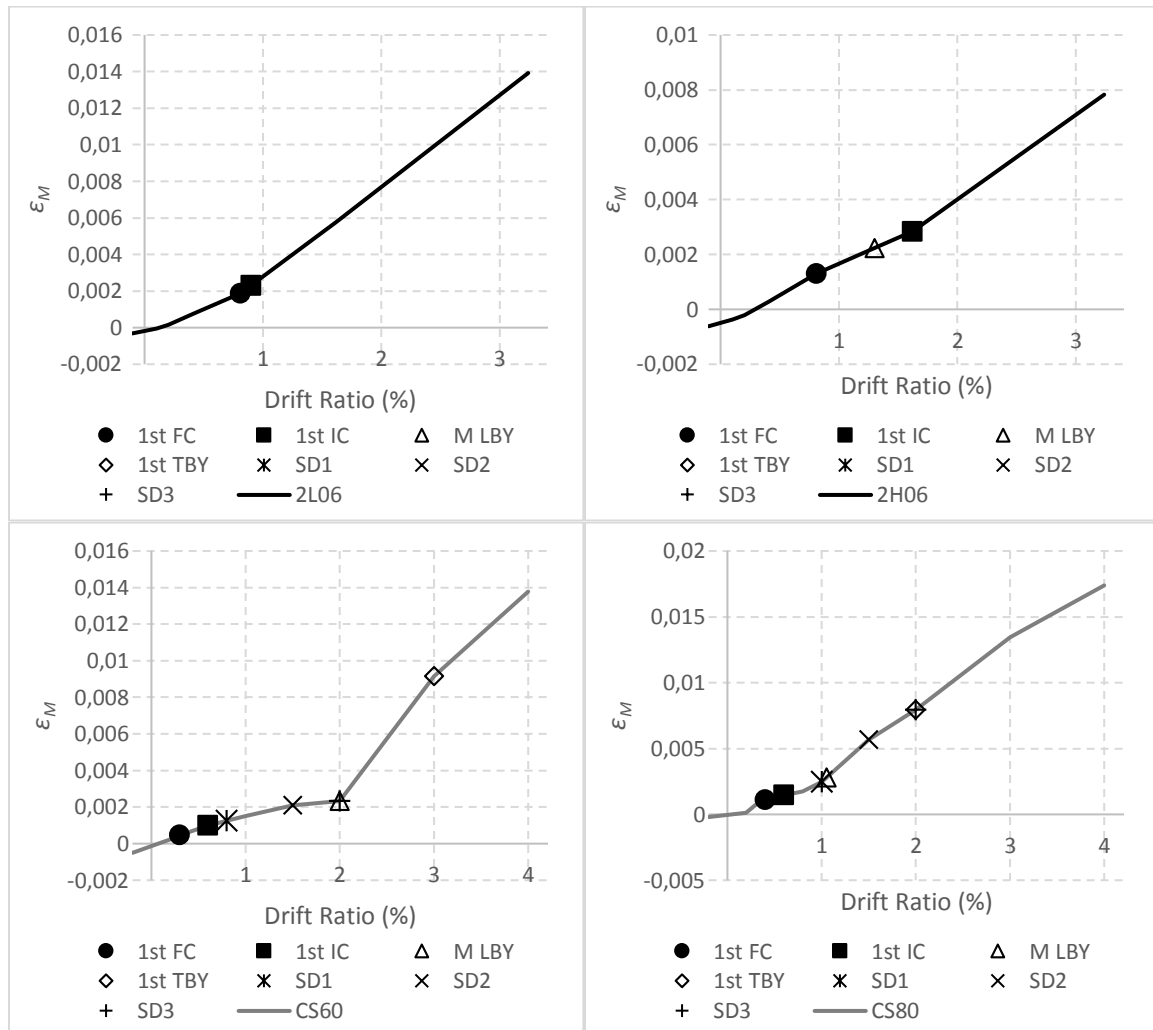 0,016
0,014
0,012
0,01
0,008
0,006
0,004
0,002
0
-0,002
εM
1 2 3
Drift Ratio (%)
1st FC 1st IC M LBY
1st TBY SD1 SD2
SD3 2L06
0,01
0,008
0,006
0,004
0,002
0
-0,002
εM
1 2 3
Drift Ratio (%)
1st FC 1st IC M LBY
1st TBY SD1 SD2
SD3 2H06
0,016
0,014
0,012
0,01
0,008
0,006
0,004
0,002
0
-0,002
εM
1 2 3 4
Drift Ratio (%)
1st FC 1st IC M LBY
1st TBY SD1 SD2
SD3 CS60
0,02
0,015
0,01
0,005
0
-0,005
εM
1 2 3 4
Drift Ratio (%)
1st FC 1st IC M LBY
1st TBY SD1 SD2
SD3 CS80